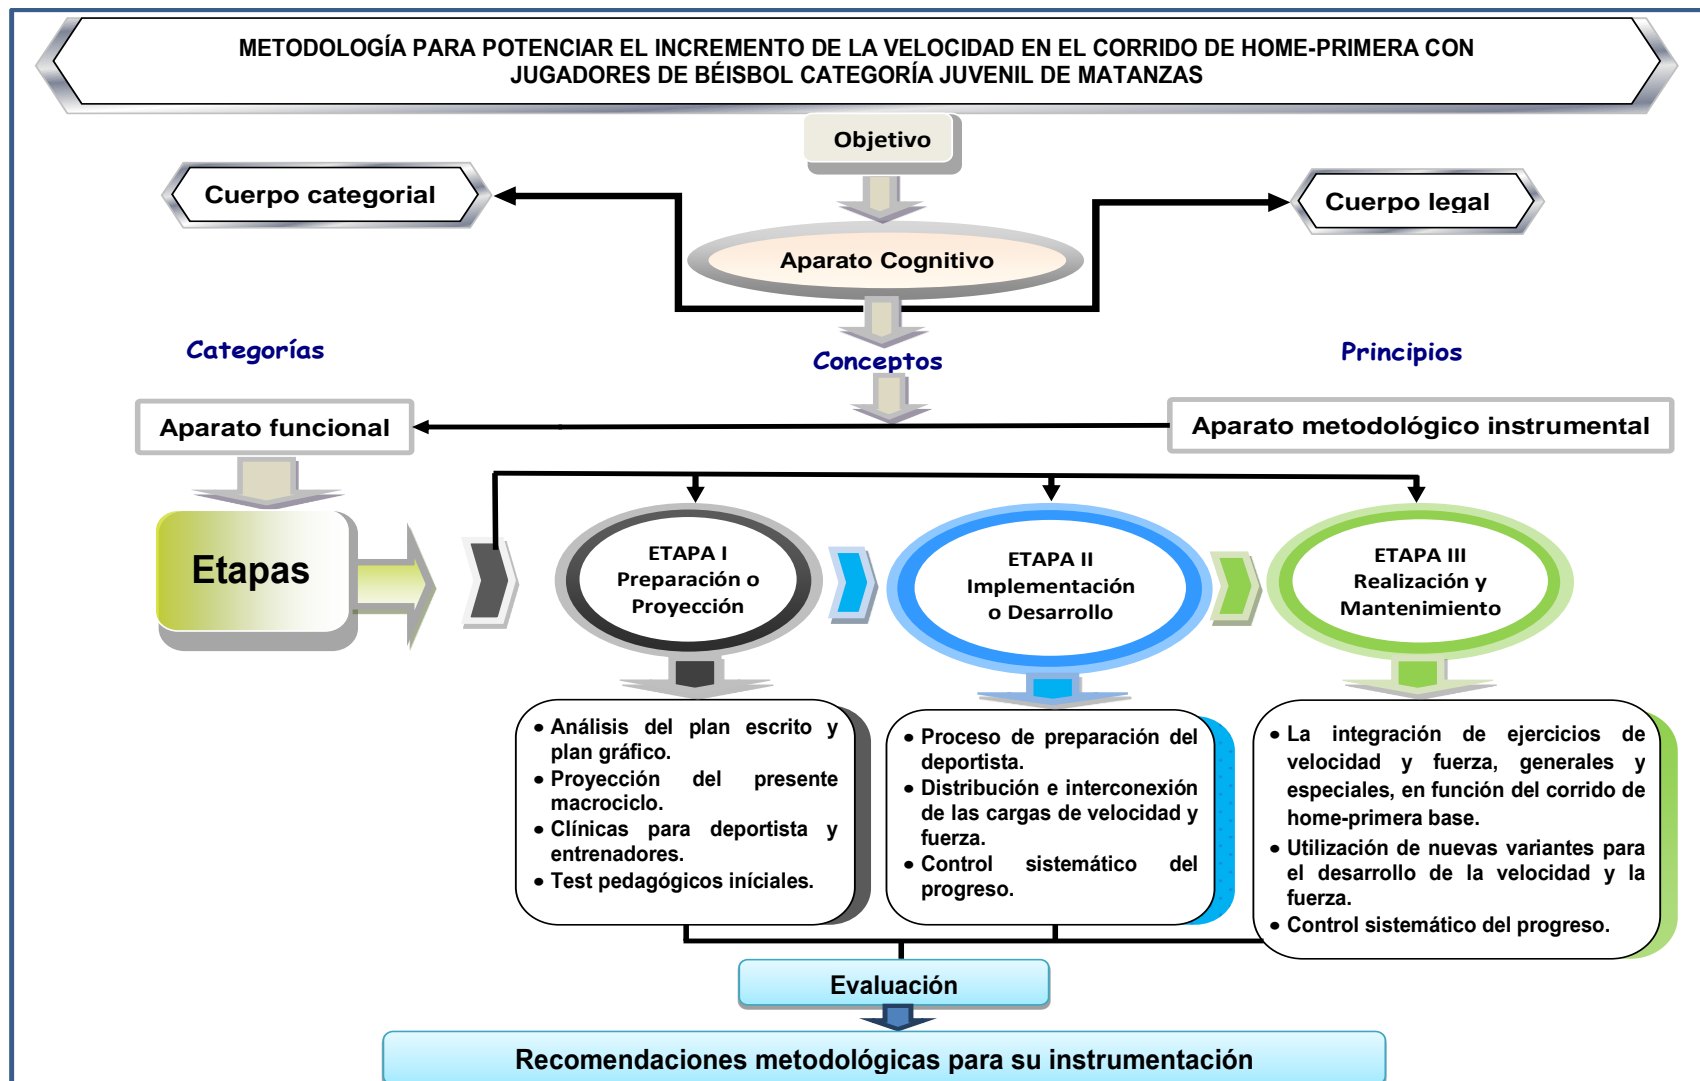 METODOLOGÍA PARA POTENCIAR EL INCREMENTO DE LA VELOCIDAD EN EL CORRIDO DE HOME-PRIMERA CON
JUGADORES DE BÉISBOL CATEGORÍA JUVENIL DE MATANZAS
Objetivo
Cuerpo categorial
Cuerpo legal
Aparato Cognitivo
Categorías
Conceptos
Principios
Aparato funcional
Aparato metodológico instrumental
Etapas
ETAPA I
Preparación o
Proyección
ETAPA II
Implementación
o Desarrollo
ETAPA III
Realización y
Mantenimiento
• Análisis del plan escrito y
plan gráfico.
• Proyección del presente
macrociclo.
• Clínicas para deportista y
entrenadores.
• Test pedagógicos iníciales.
• Proceso de preparación del
deportista.
• Distribución e interconexión
de las cargas de velocidad y
fuerza.
• Control sistemático del
progreso.
• La integración de ejercicios de
velocidad y fuerza, generales y
especiales, en función del corrido de
home-primera base.
• Utilización de nuevas variantes para
el desarrollo de la velocidad y la
fuerza.
• Control sistemático del progreso.
Evaluación
Recomendaciones metodológicas para su instrumentación